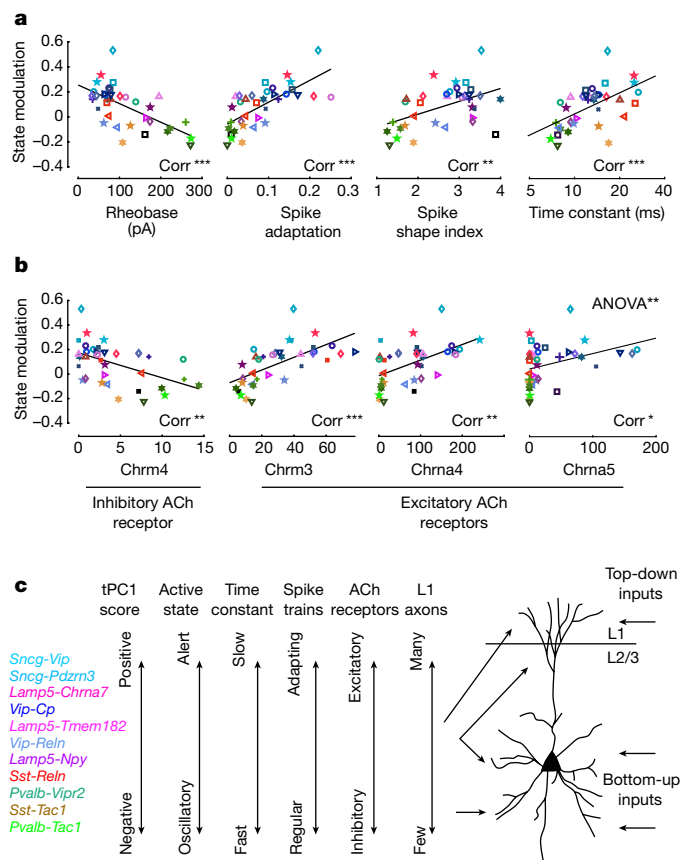 a
State modulation
0.6
0.4
0.2
0
−0.2
−0.4
Corr ***
Corr ***
Corr **
Corr ***
0 100 200 300
0 0.1 0.2 0.3
1 2 3 4
5 10 20 40
Rheobase
(pA)
Spike
adaptation
Spike
shape index
Time constant (ms)
b
State modulation
0.6
0.4
0.2
0
−0.2
−0.4
ANOVA**
Corr **
Corr ***
Corr **
Corr *
0 5 10 15
0 20 40 60
0 100 200 300
0 100 200
Chrm4
Chrm3
Chrna4
Chrna5
Inhibitory ACh
receptor
Excitatory ACh
receptors
c
tPC1
score
Active
state
Time
constant
Spike
trains
ACh
receptors
L1
axons
Positive
Alert
Slow
Adapting
Excitatory
Many
Negative
Oscillatory
Fast
Regular
Inhibitory
Few
Sncg-Vip
Sncg-Pdzrn3
Lamp5-Chrna7
Vip-Cp
Lamp5-Tmem182
Vip-Reln
Lamp5-Npy
Sst-Reln
Pvalb-Vipr2
Sst-Tac1
Pvalb-Tac1
Top-down
inputs
L1
L2/3
Bottom-up
inputs